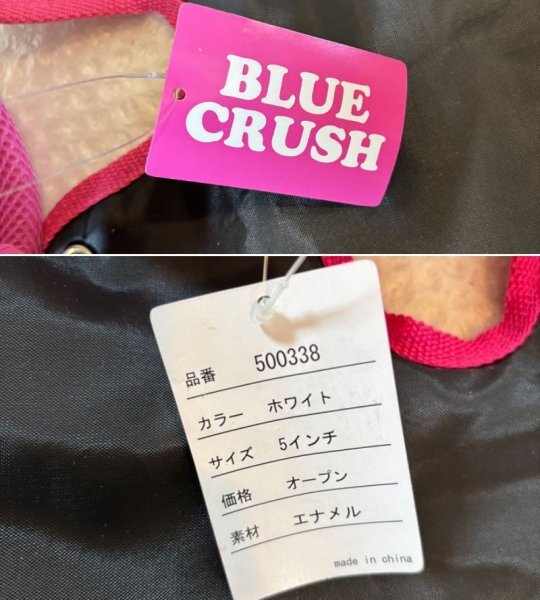 BLUE
CRUSH
品番 500338
カラー ホワイト
サイズ 5インチ
価格 オープン
素材 エナメル
made in china